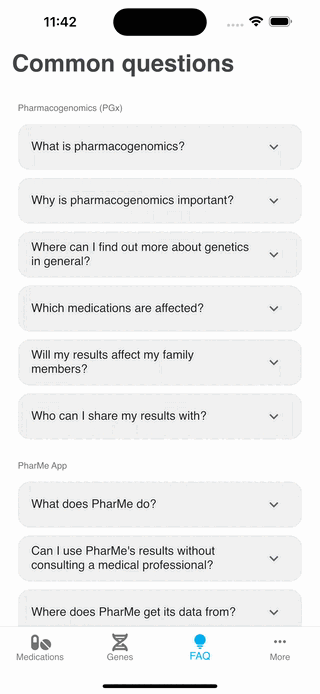 11:42
Common questions
Pharmacogenomics (PGx)
What is pharmacogenomics?
Why is pharmacogenomics important?
Where can I find out more about genetics
in general?
Which medications are affected?
Will my results affect my family
members?
Who can I share my results with?
PharMe App
What does PharMe do?
Can I use PharMe's results without
consulting a medical professional?
Where does PharMe get its data from?
Medications
Genes
FAQ
More